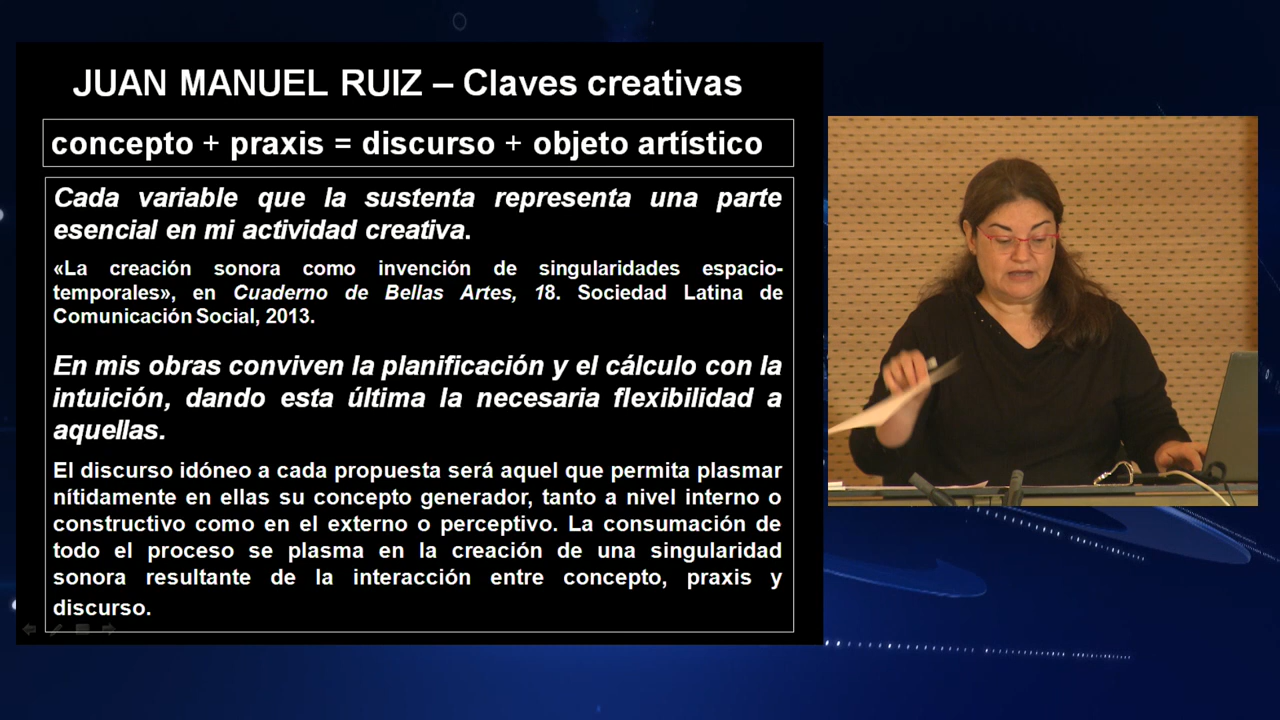 JUAN MANUEL RUIZ – Claves creativas
concepto + praxis = discurso + objeto artístico
Cada variable que la sustenta representa una parte
esencial en mi actividad creativa.
«La creación sonora como invención de singularidades espacio-
temporales», en Cuaderno de Bellas Artes, 18. Sociedad Latina de
Comunicación Social, 2013.
En mis obras conviven la planificación y el cálculo con la
intuición, dando esta última la necesaria flexibilidad a
aquellas.
El discurso idóneo a cada propuesta será aquel que permita plasmar
nítidamente en ellas su concepto generador, tanto a nivel interno o
constructivo como en el externo o perceptivo. La consumación de
todo el proceso se plasma en la creación de una singularidad
sonora resultante de la interacción entre concepto, praxis y
discurso.